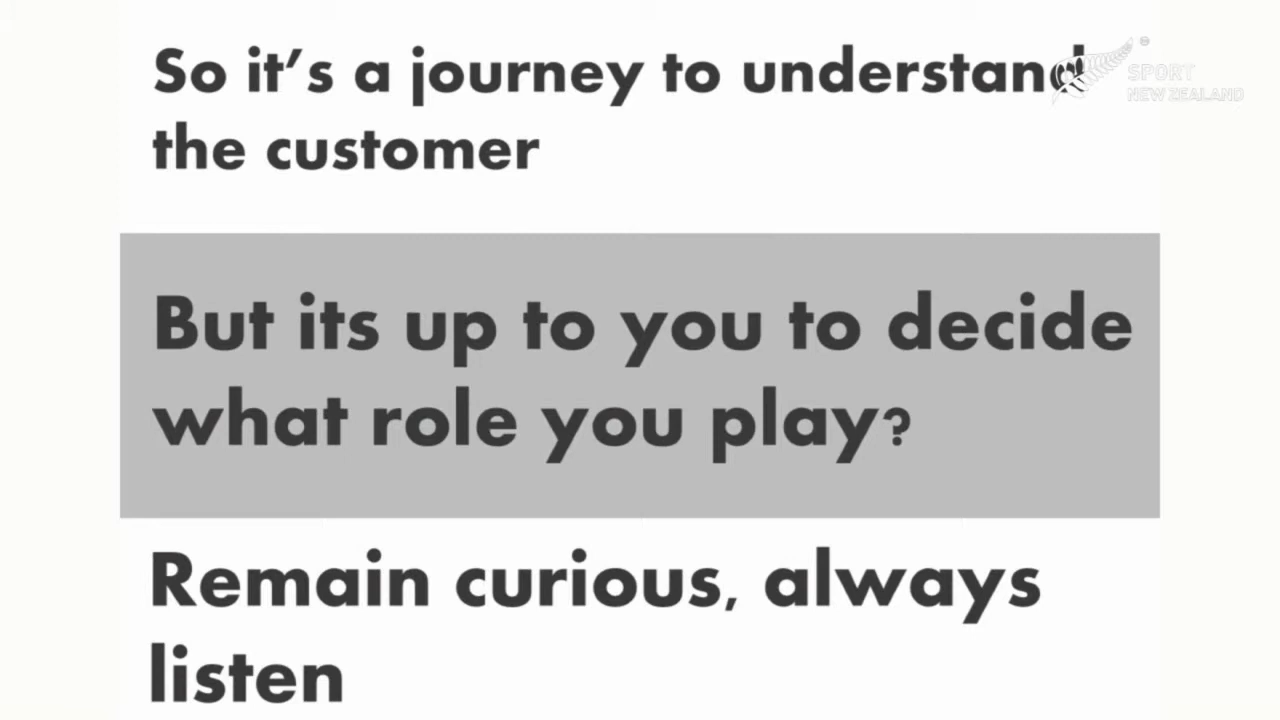 So it's a journey to understand
the customer
SPORT
NEW ZEALAND
But its up to you to decide
what role you play?
Remain curious, always
listen